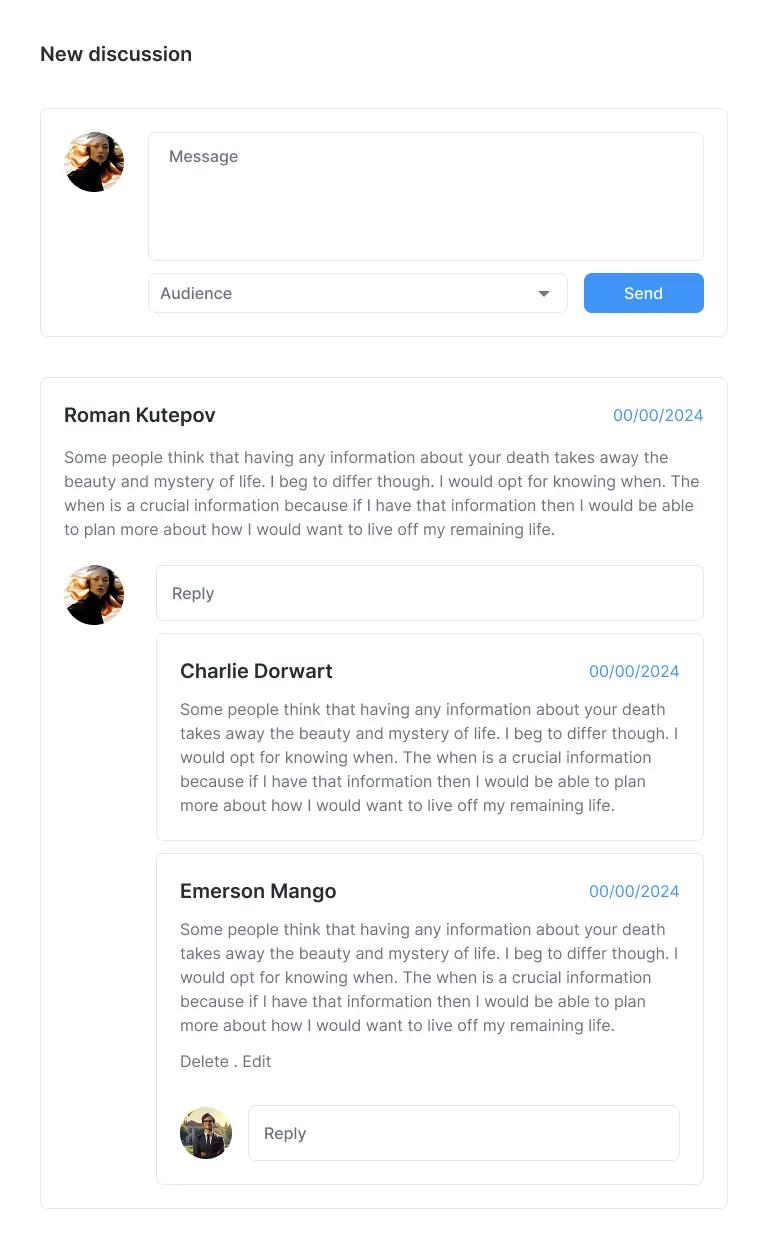 New discussion
Message
Audience
Send
Roman Kutepov
00/00/2024
Some people think that having any information about your death takes away the
beauty and mystery of life. I beg to differ though. I would opt for knowing when. The
when is a crucial information because if I have that information then I would be able
to plan more about how I would want to live off my remaining life.
Reply
Charlie Dorwart
00/00/2024
Some people think that having any information about your death
takes away the beauty and mystery of life. I beg to differ though. I
would opt for knowing when. The when is a crucial information
because if I have that information then I would be able to plan
more about how I would want to live off my remaining life.
Emerson Mango
00/00/2024
Some people think that having any information about your death
takes away the beauty and mystery of life. I beg to differ though. I
would opt for knowing when. The when is a crucial information
because if I have that information then I would be able to plan
more about how I would want to live off my remaining life.
Delete . Edit
Reply